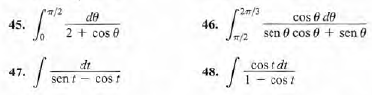 45. ∫₀^{π/2} dθ / (2 + cos θ)
46. ∫_{π/2}^{2π/3} cos θ dθ / (sen θ cos θ + sen θ)
47. ∫ dt / (sen t − cos t)
48. ∫ cos t dt / (1 − cos t)